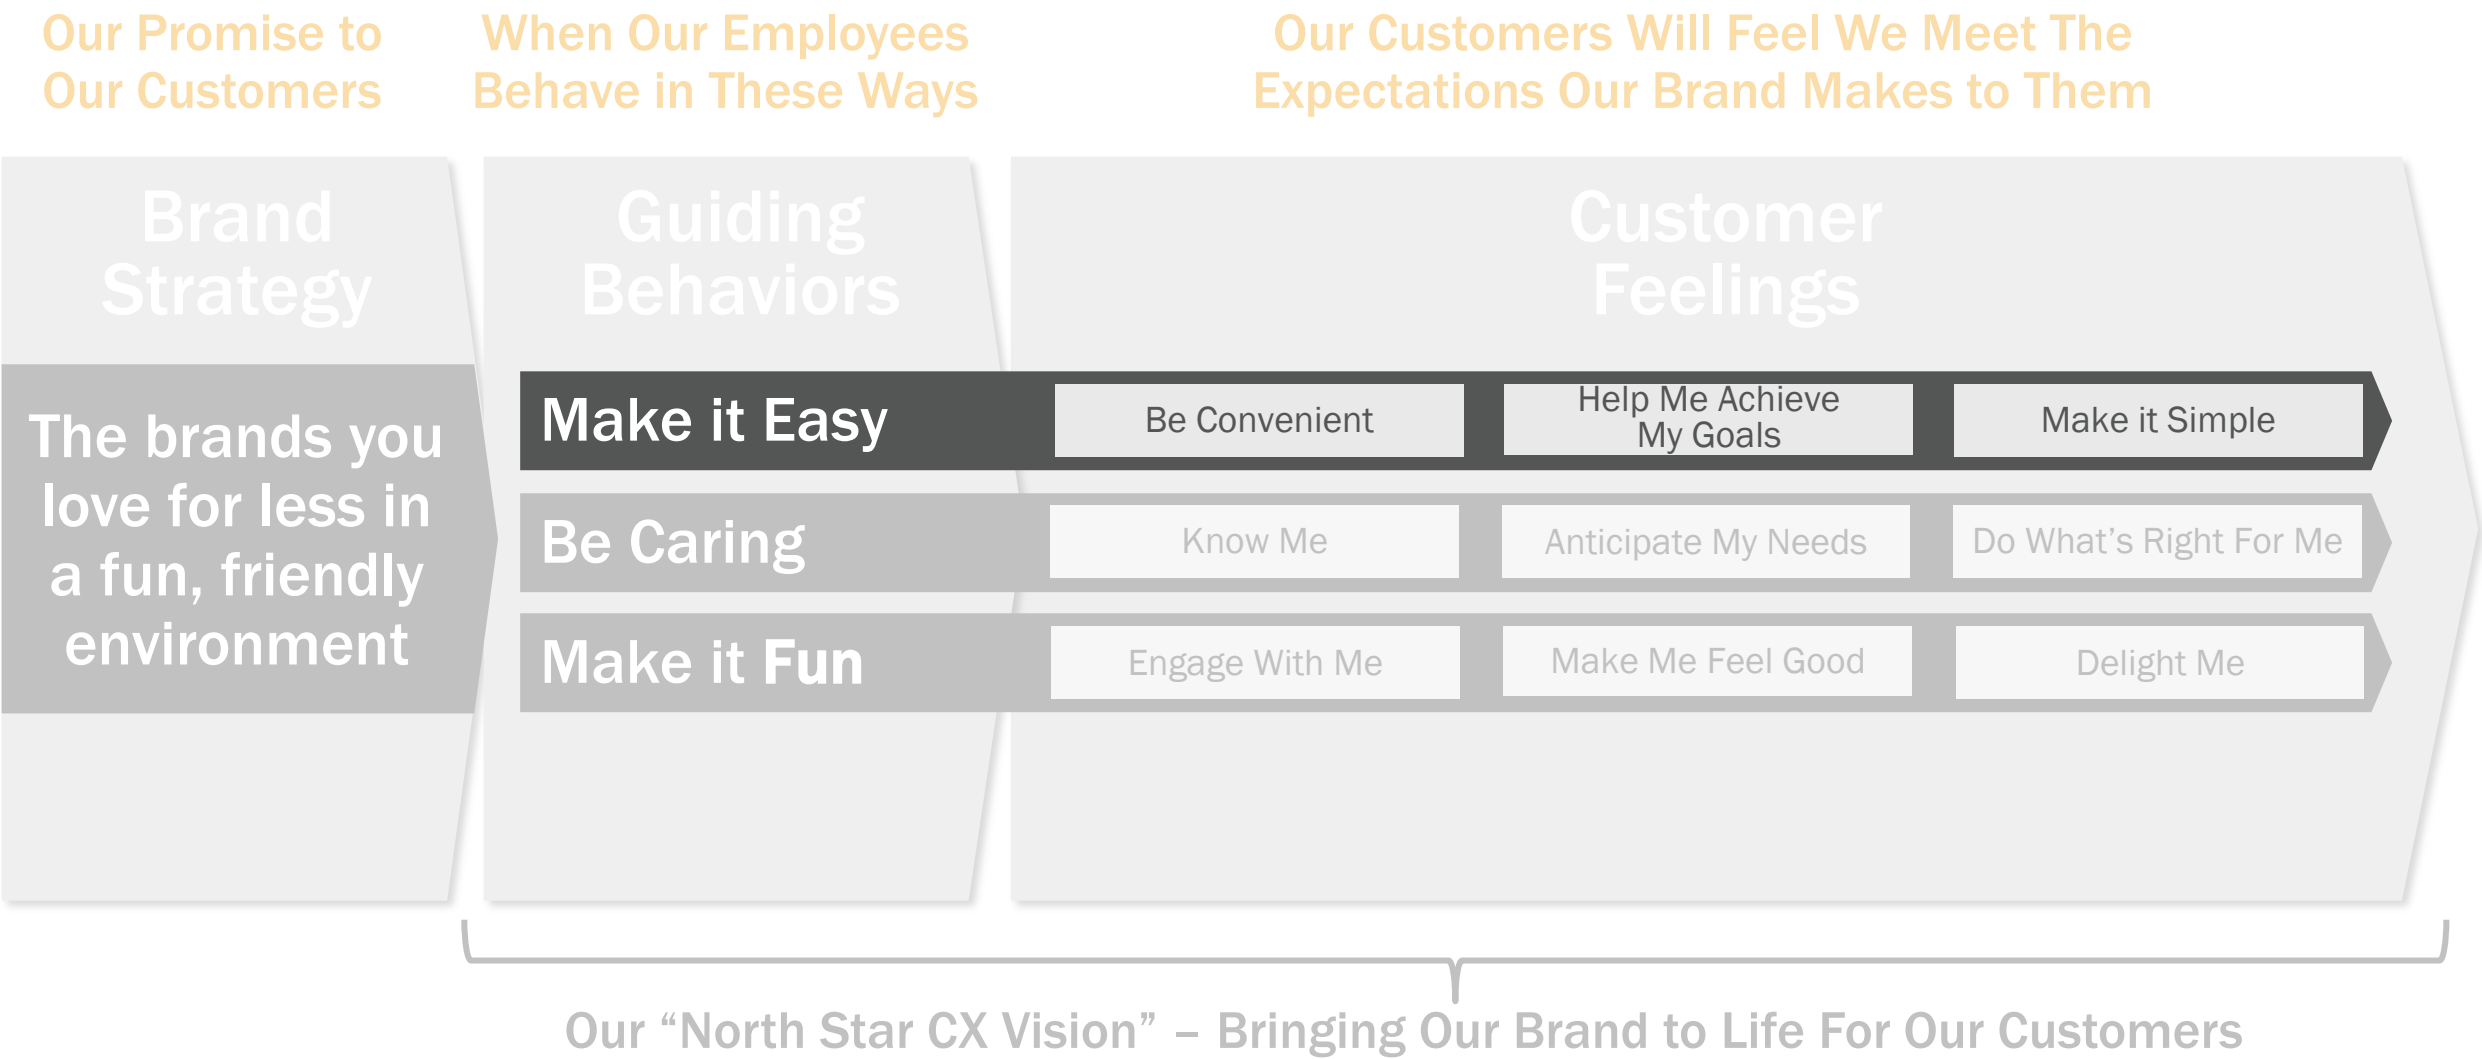 Our Promise to
Our Customers
When Our Employees
Behave in These Ways
Our Customers Will Feel We Meet The
Expectations Our Brand Makes to Them
Brand
Strategy
Guiding
Behaviors
Customer
Feelings
The brands you
love for less in
a fun, friendly
environment
Make it Easy
Be Convenient
Help Me Achieve
My Goals
Make it Simple
Be Caring
Know Me
Anticipate My Needs
Do What’s Right For Me
Make it Fun
Engage With Me
Make Me Feel Good
Delight Me
Our “North Star CX Vision” – Bringing Our Brand to Life For Our Customers